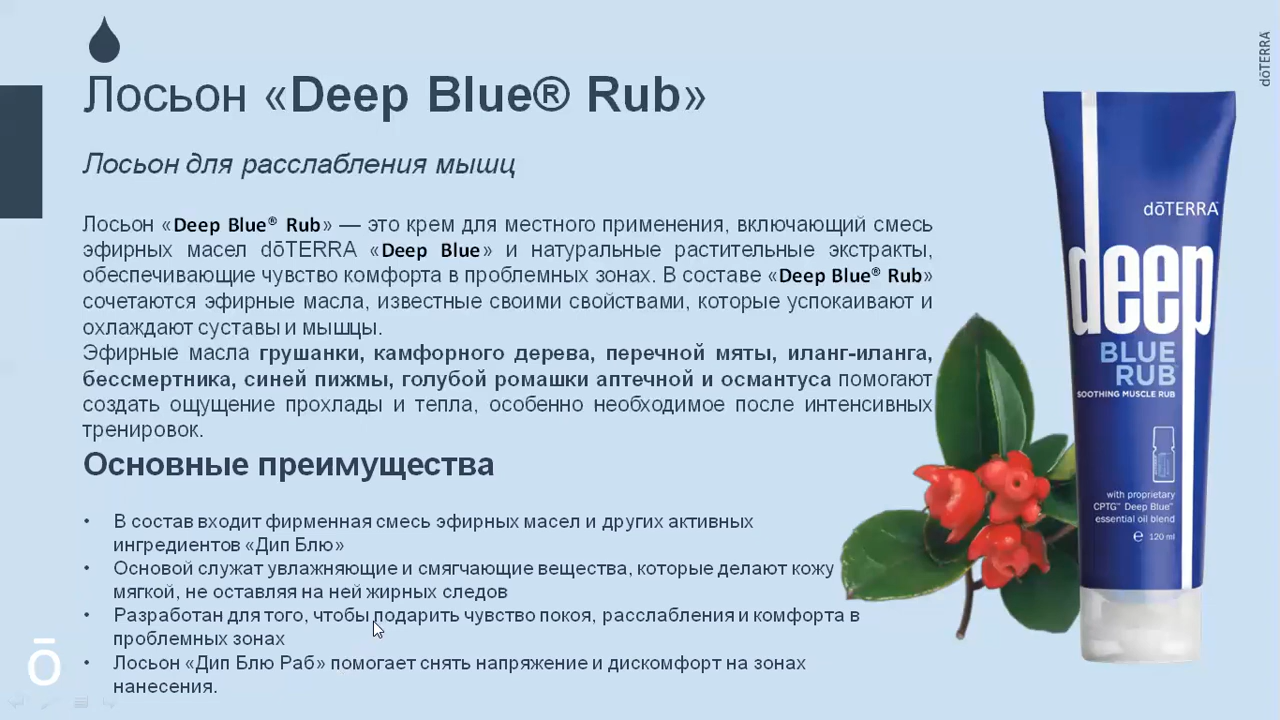 dōTERRA
Лосьон «Deep Blue® Rub»
Лосьон для расслабления мышц
Лосьон «Deep Blue® Rub» — это крем для местного применения, включающий смесь
эфирных масел dōTERRA «Deep Blue» и натуральные растительные экстракты,
обеспечивающие чувство комфорта в проблемных зонах. В составе «Deep Blue® Rub»
сочетаются эфирные масла, известные своими свойствами, которые успокаивают и
охлаждают суставы и мышцы.
Эфирные масла грушанки, камфорного дерева, перечной мяты, иланг-иланга,
бессмертника, синей пижмы, голубой ромашки аптечной и османтуса помогают
создать ощущение прохлады и тепла, особенно необходимое после интенсивных
тренировок.
Основные преимущества
• В состав входит фирменная смесь эфирных масел и других активных
ингредиентов «Дип Блю»
• Основой служат увлажняющие и смягчающие вещества, которые делают кожу
мягкой, не оставляя на ней жирных следов
• Разработан для того, чтобы подарить чувство покоя, расслабления и комфорта в
проблемных зонах
• Лосьон «Дип Блю Раб» помогает снять напряжение и дискомфорт на зонах
нанесения.
ō
dōTERRA
deep
BLUE
RUB
SOOTHING MUSCLE RUB
with proprietary
CPTG™ Deep Blue™
essential oil blend
℮ 120 ml